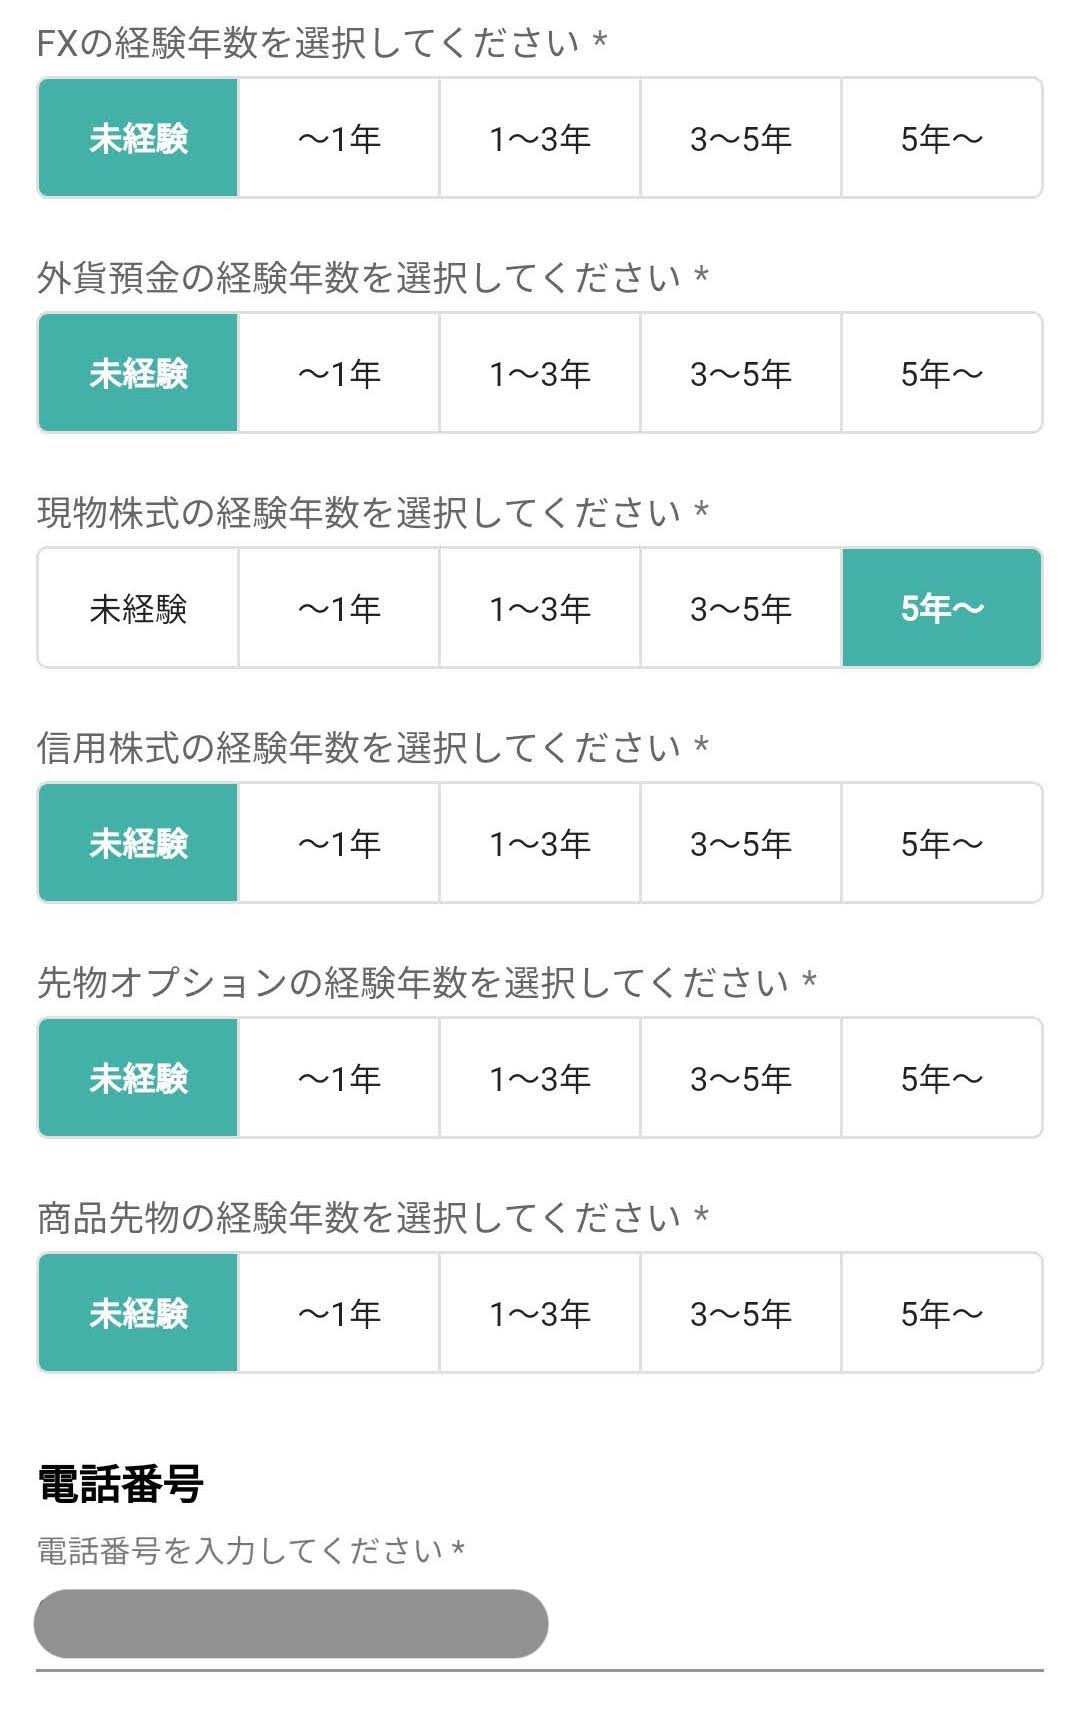 FXの経験年数を選択してください *
未経験 〜1年 1〜3年 3〜5年 5年〜
外貨預金の経験年数を選択してください *
未経験 〜1年 1〜3年 3〜5年 5年〜
現物株式の経験年数を選択してください *
未経験 〜1年 1〜3年 3〜5年 5年〜
信用株式の経験年数を選択してください *
未経験 〜1年 1〜3年 3〜5年 5年〜
先物オプションの経験年数を選択してください *
未経験 〜1年 1〜3年 3〜5年 5年〜
商品先物の経験年数を選択してください *
未経験 〜1年 1〜3年 3〜5年 5年〜
電話番号
電話番号を入力してください *